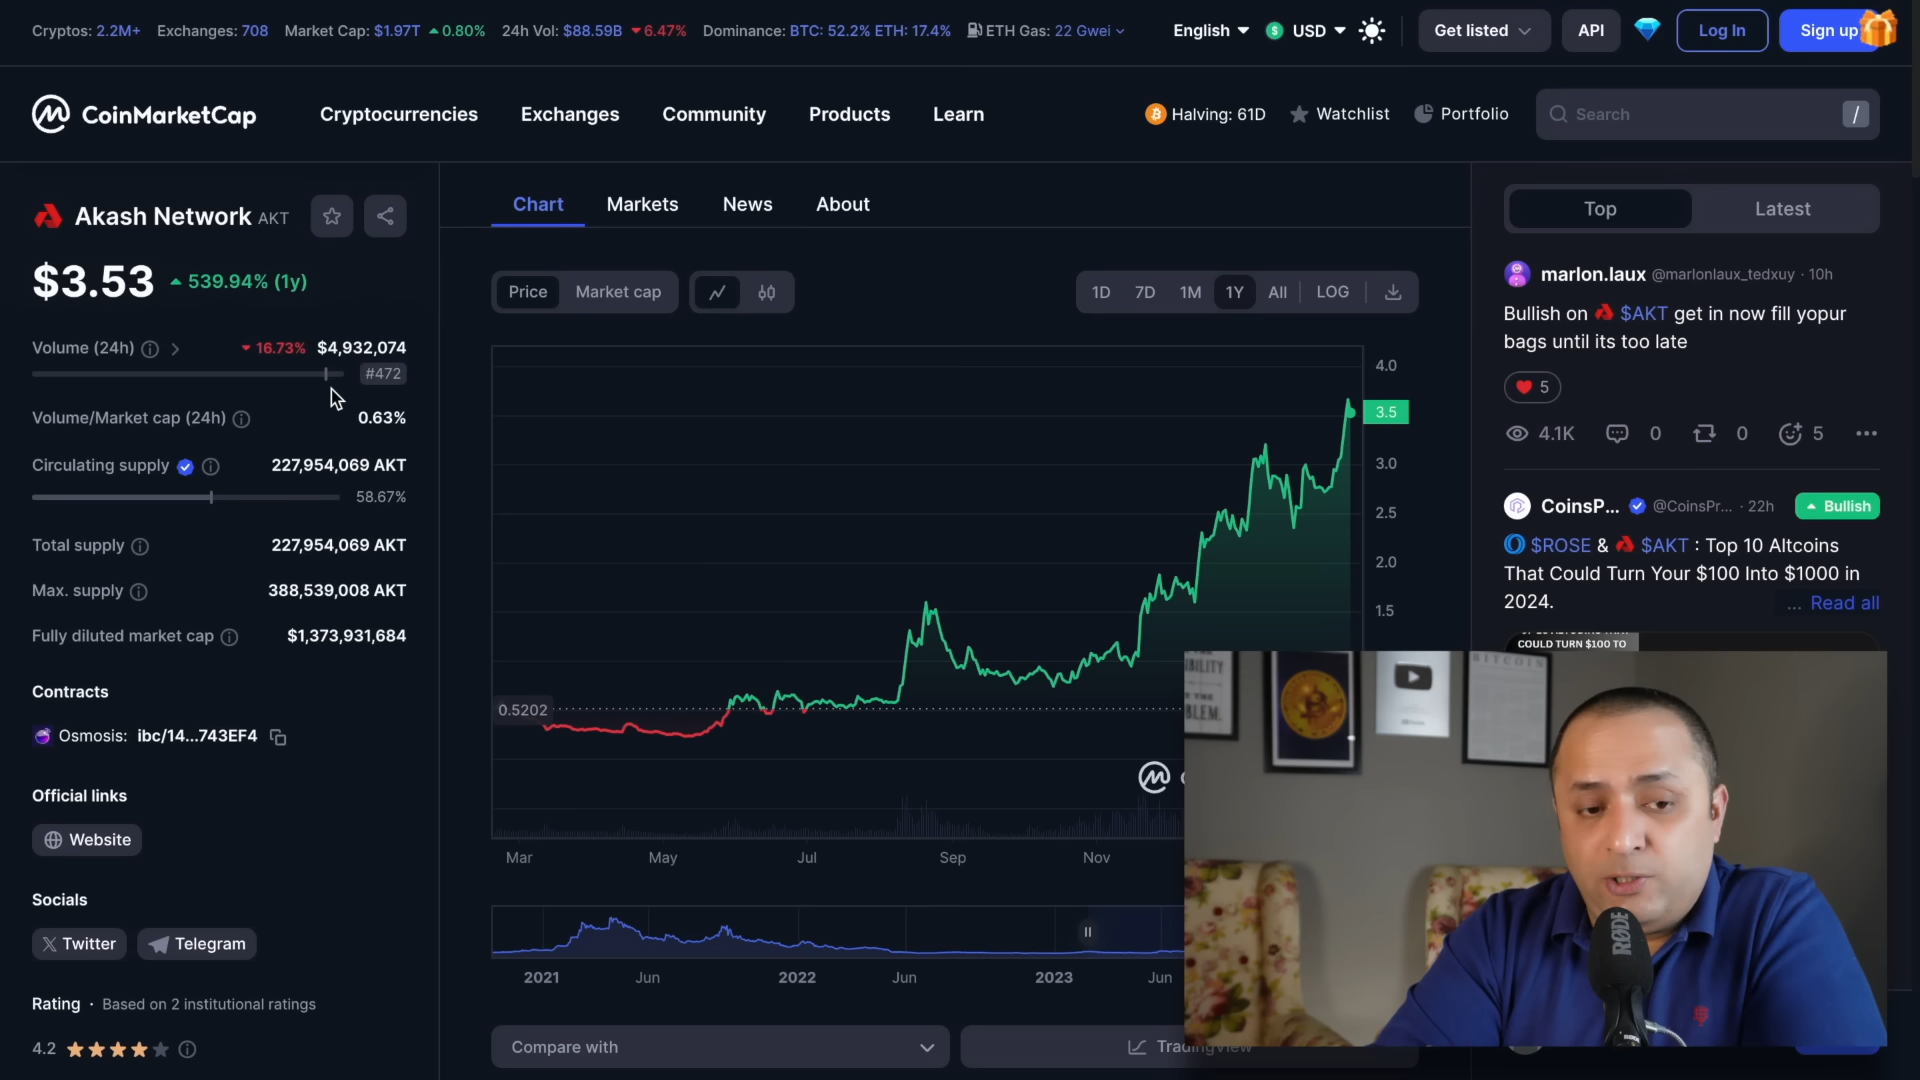 Cryptos: 2.2M+ Exchanges: 708 Market Cap: $1.97T 0.80% 24h Vol: $88.59B 6.47% Dominance: BTC: 52.2% ETH: 17.4% ETH Gas: 22 Gwei English USD Get listed API Log In Sign up
CoinMarketCap Cryptocurrencies Exchanges Community Products Learn Halving: 61D Watchlist Portfolio Search /
Akash Network AKT
$3.53 539.94% (1y)
Volume (24h) 16.73% $4,932,074
#472
Volume/Market cap (24h) 0.63%
Circulating supply 227,954,069 AKT
58.67%
Total supply 227,954,069 AKT
Max. supply 388,539,008 AKT
Fully diluted market cap $1,373,931,684
Contracts
Osmosis: ibc/14...743EF4
Official links
Website
Socials
Twitter Telegram
Rating · Based on 2 institutional ratings
4.2
Chart Markets News About
Price Market cap 1D 7D 1M 1Y All LOG
4.0
3.5
3.0
2.5
2.0
1.5
0.5202
Mar May Jul Sep Nov
2021 Jun 2022 Jun 2023 Jun
Compare with TradingView
Top Latest
marlon.laux @marlonlaux_tedxuy · 10h
Bullish on $AKT get in now fill yopur
bags until its too late
5
4.1K 0 0 5 ...
CoinsP... @CoinsPr... · 22h Bullish
$ROSE & $AKT : Top 10 Altcoins
That Could Turn Your $100 Into $1000 in
2024. ... Read all
COULD TURN $100 TO
BITCOIN
RØDE